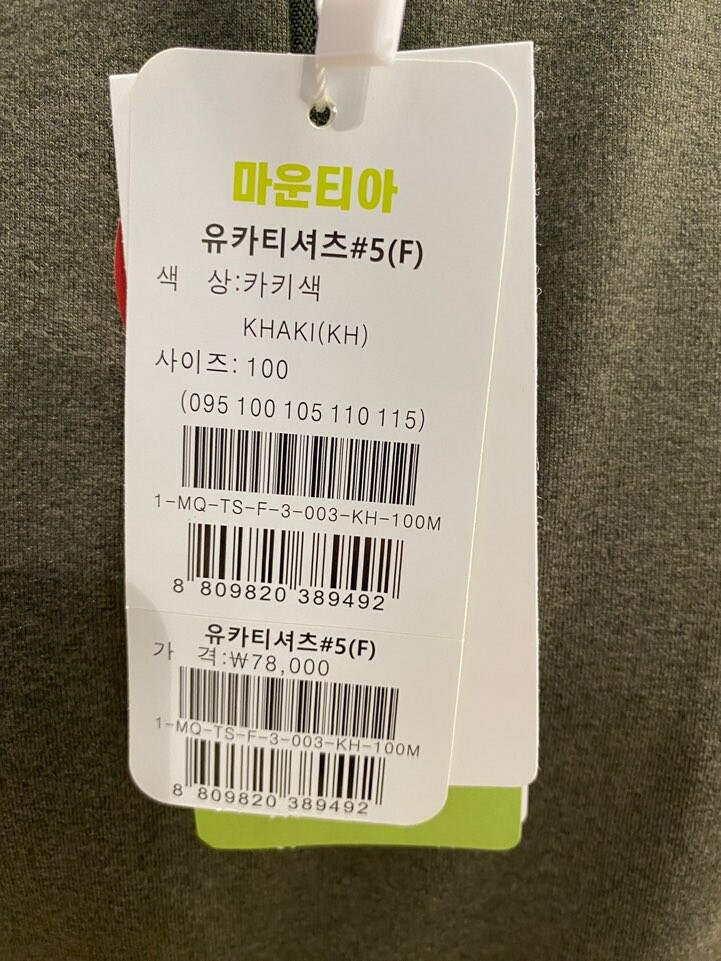 마운티아
유카티셔츠#5(F)
색 상:카키색
KHAKI(KH)
사이즈: 100
(095 100 105 110 115)
1-MQ-TS-F-3-003-KH-100M
8 809820 389492
유카티셔츠#5(F)
가 격:₩78,000
1-MQ-TS-F-3-003-KH-100M
8 809820 389492